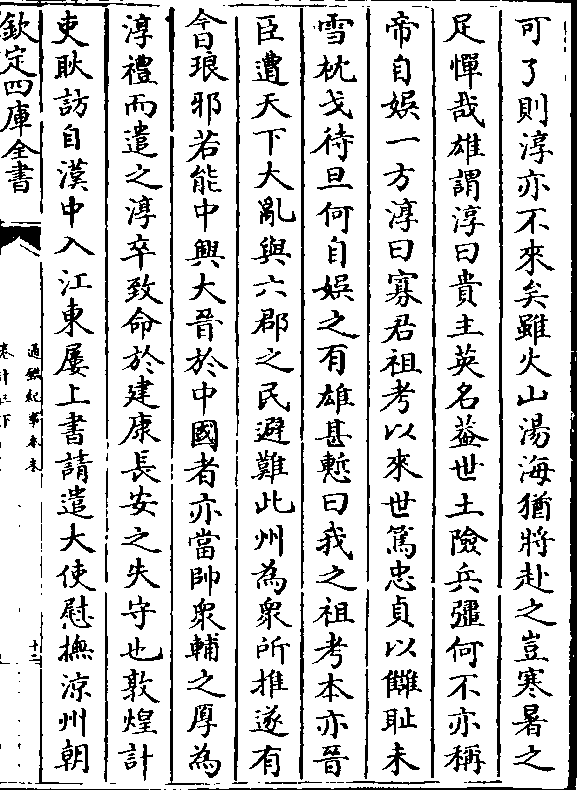 可了則淳亦不來矣雖火山湯海猶將赴之豈寒暑之
足憚哉雄謂淳曰貴主英名葢世土險兵彊何不亦稱
帝自娛一方淳曰寡君祖考以來世篤忠貞以讎耻未
雪枕戈待旦何自娛之有雄甚慙曰我之祖考本亦晉
臣遭天下大亂與六郡之民避難此州為衆所推遂有
今日琅邪若能中興大晉於中國者亦當帥衆輔之厚為
淳禮而遣之淳卒致命於建康長安之失守也敦煌計
吏耿訪自漢中入江東屢上書請遣大使慰撫涼州朝
欽定四庫全書
通鑑紀事本末
十二